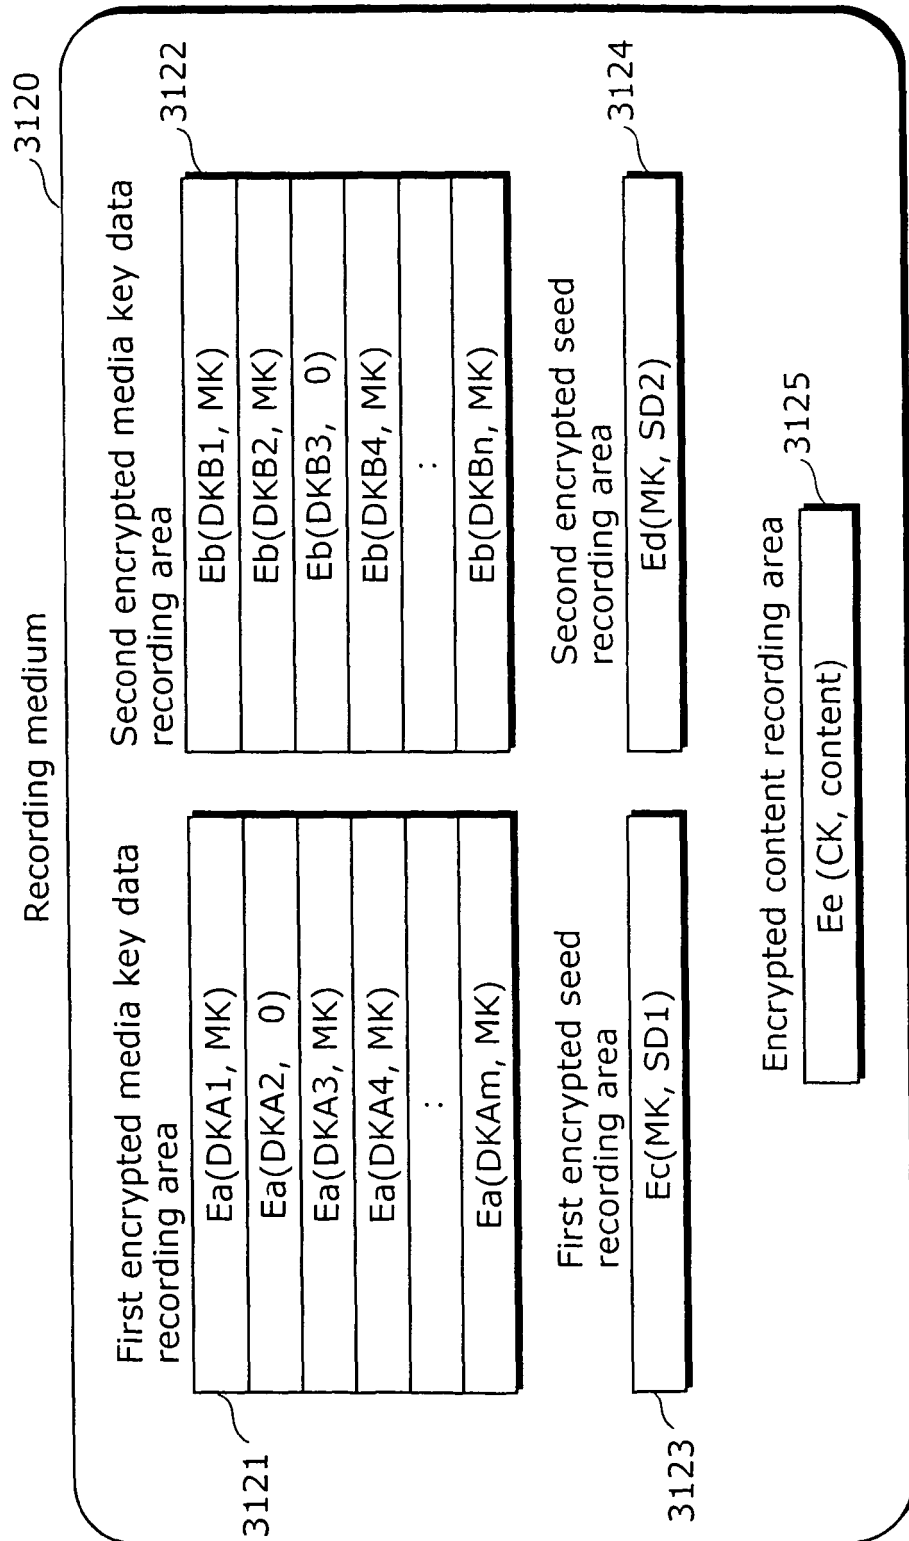 Recording medium
3120
First encrypted media key data
recording area
3121
Ea(DKA1, MK)
Ea(DKA2, 0)
Ea(DKA3, MK)
Ea(DKA4, MK)
:
Ea(DKAm, MK)
Second encrypted media key data
recording area
3122
Eb(DKB1, MK)
Eb(DKB2, MK)
Eb(DKB3, 0)
Eb(DKB4, MK)
:
Eb(DKBn, MK)
First encrypted seed
recording area
3123
Ec(MK, SD1)
Second encrypted seed
recording area
3124
Ed(MK, SD2)
Encrypted content recording area
3125
Ee (CK, content)